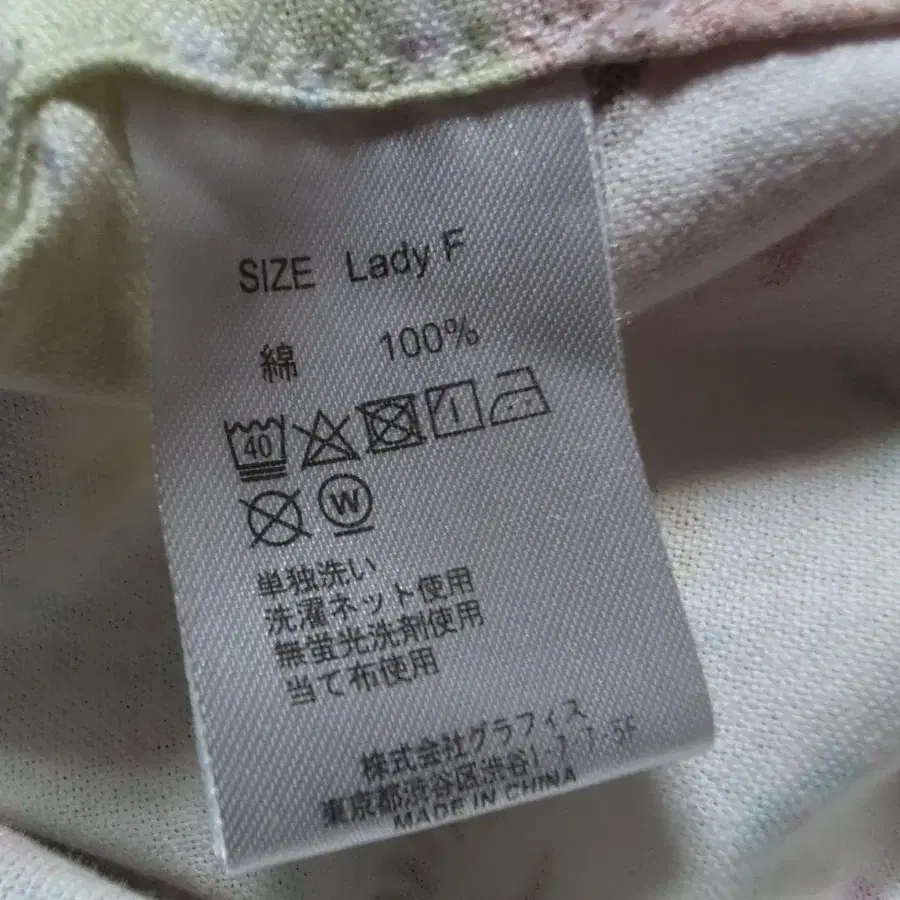 SIZE Lady F
綿 100%
40
W
単独洗い
洗濯ネット使用
無蛍光洗剤使用
当て布使用
株式会社グラフィス
東京都渋谷区渋谷1-7-7-5F
MADE IN CHINA